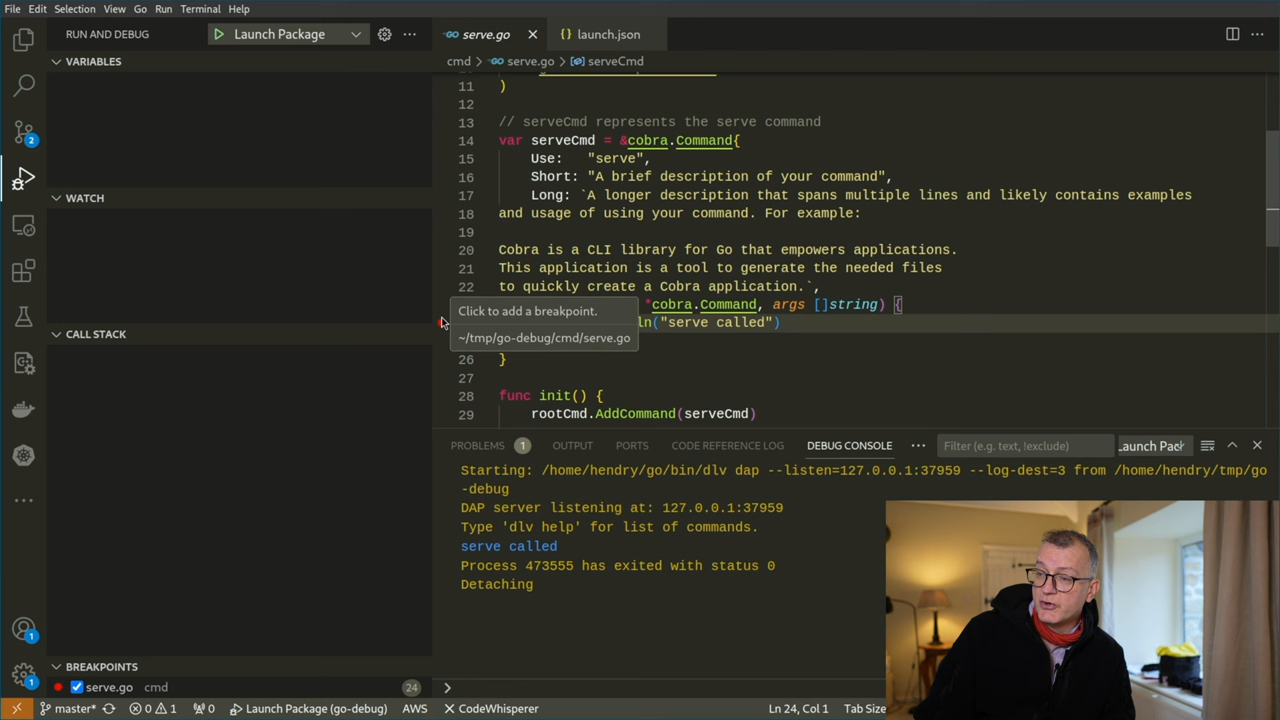 File Edit Selection View Go Run Terminal Help
RUN AND DEBUG
Launch Package
serve.go
launch.json
cmd > serve.go > serveCmd
VARIABLES
WATCH
CALL STACK
BREAKPOINTS
serve.go cmd 24
2
11 )
12
13 // serveCmd represents the serve command
14 var serveCmd = &cobra.Command{
15 Use: "serve",
16 Short: "A brief description of your command",
17 Long: `A longer description that spans multiple lines and likely contains examples
18 and usage of using your command. For example:
19
20 Cobra is a CLI library for Go that empowers applications.
21 This application is a tool to generate the needed files
22 to quickly create a Cobra application.`,
*cobra.Command, args []string) {
ln("serve called")
Click to add a breakpoint.
~/tmp/go-debug/cmd/serve.go
26 }
27
28 func init() {
29 rootCmd.AddCommand(serveCmd)
PROBLEMS 1 OUTPUT PORTS CODE REFERENCE LOG DEBUG CONSOLE
Filter (e.g. text, !exclude)
Starting: /home/hendry/go/bin/dlv dap --listen=127.0.0.1:37959 --log-dest=3 from /home/hendry/tmp/go
-debug
DAP server listening at: 127.0.0.1:37959
Type 'dlv help' for list of commands.
serve called
Process 473555 has exited with status 0
Detaching
1
1
master* 0 1 0 Launch Package (go-debug) AWS CodeWhisperer Ln 24, Col 1 Tab Size